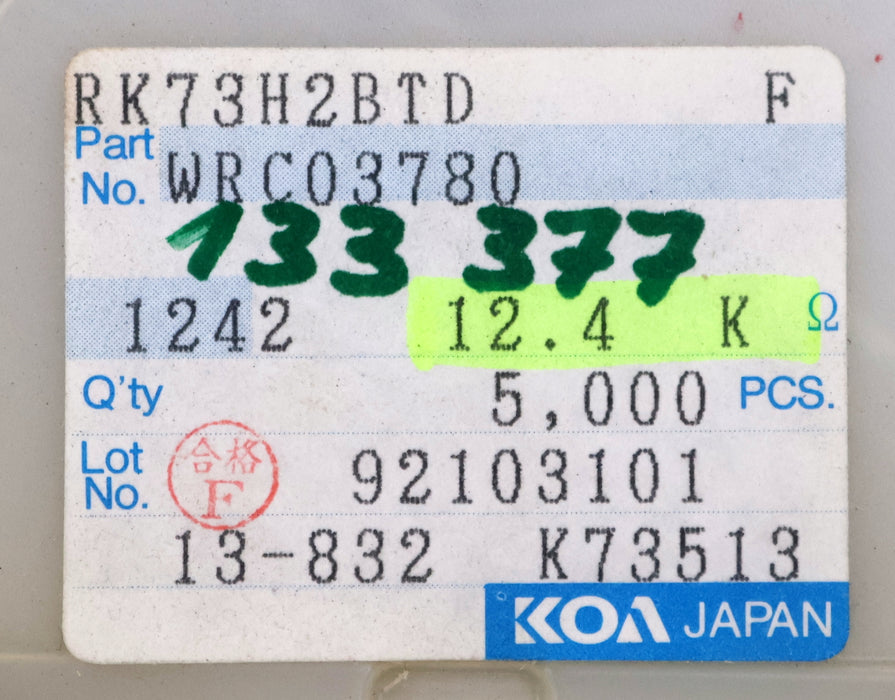 RK73H2BTD F
Part No. WRC03780
133 377
1242 12.4 K Ω
Q'ty 5,000 PCS.
Lot No. 92103101
合格
F
13-832 K73513
KOA JAPAN